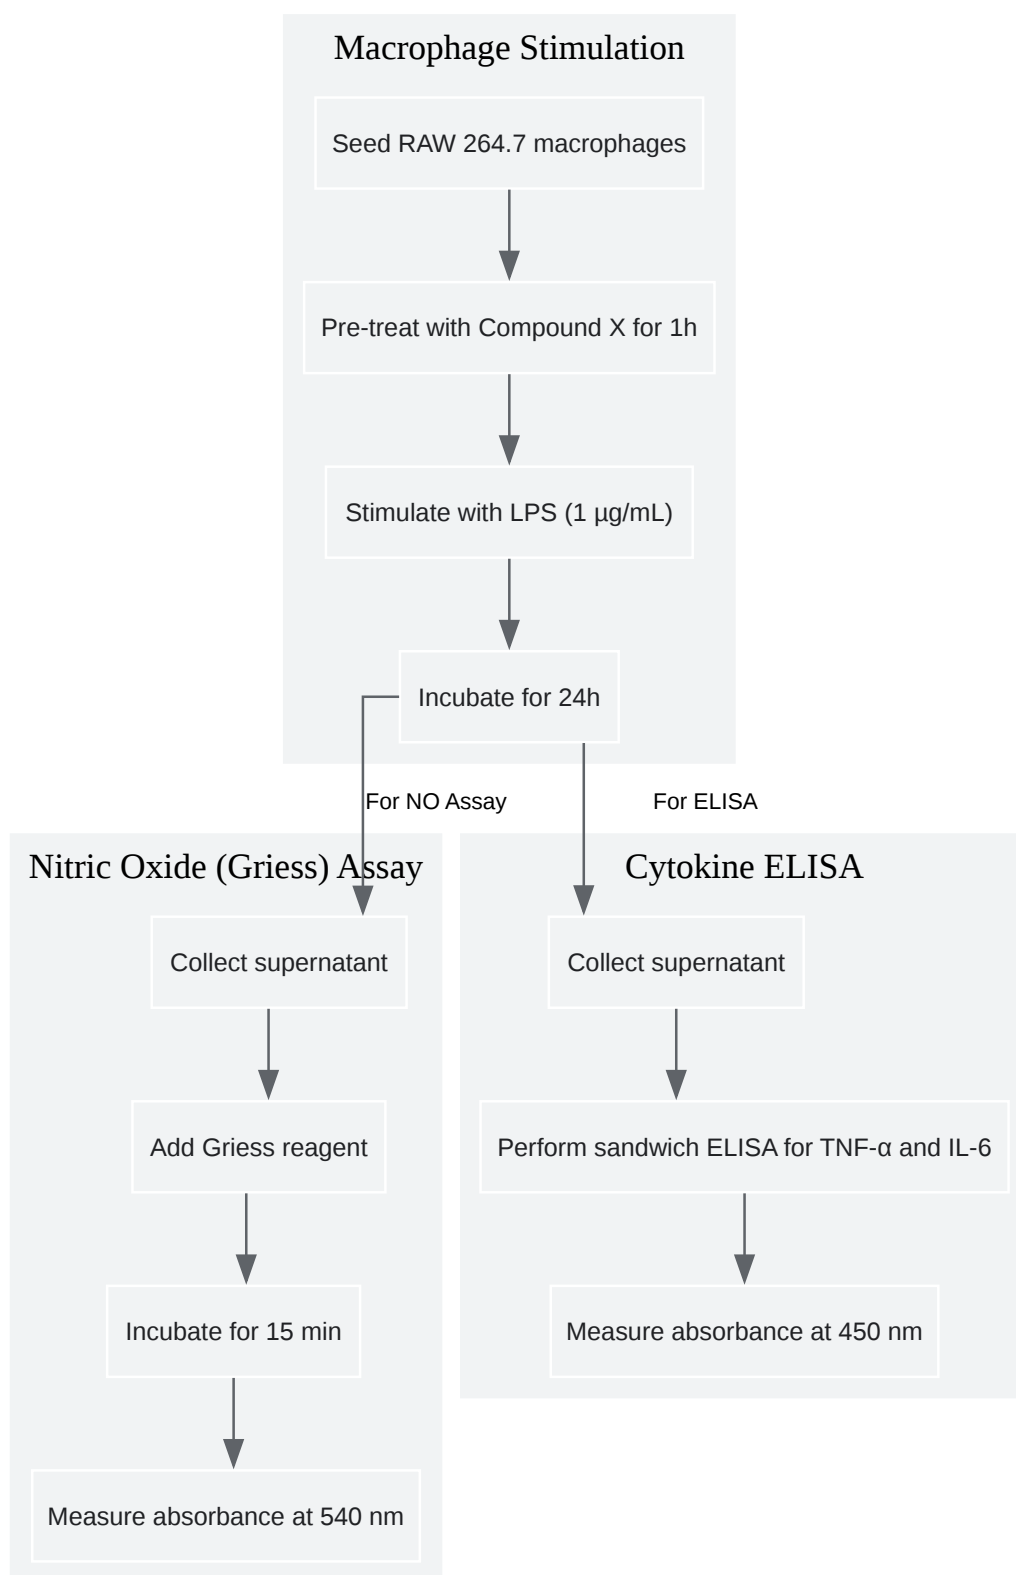 Macrophage Stimulation
Seed RAW 264.7 macrophages
Pre-treat with Compound X for 1h
Stimulate with LPS (1 µg/mL)
Incubate for 24h
For NO Assay
For ELISA
Nitric Oxide (Griess) Assay
Collect supernatant
Add Griess reagent
Incubate for 15 min
Measure absorbance at 540 nm
Cytokine ELISA
Collect supernatant
Perform sandwich ELISA for TNF-α and IL-6
Measure absorbance at 450 nm